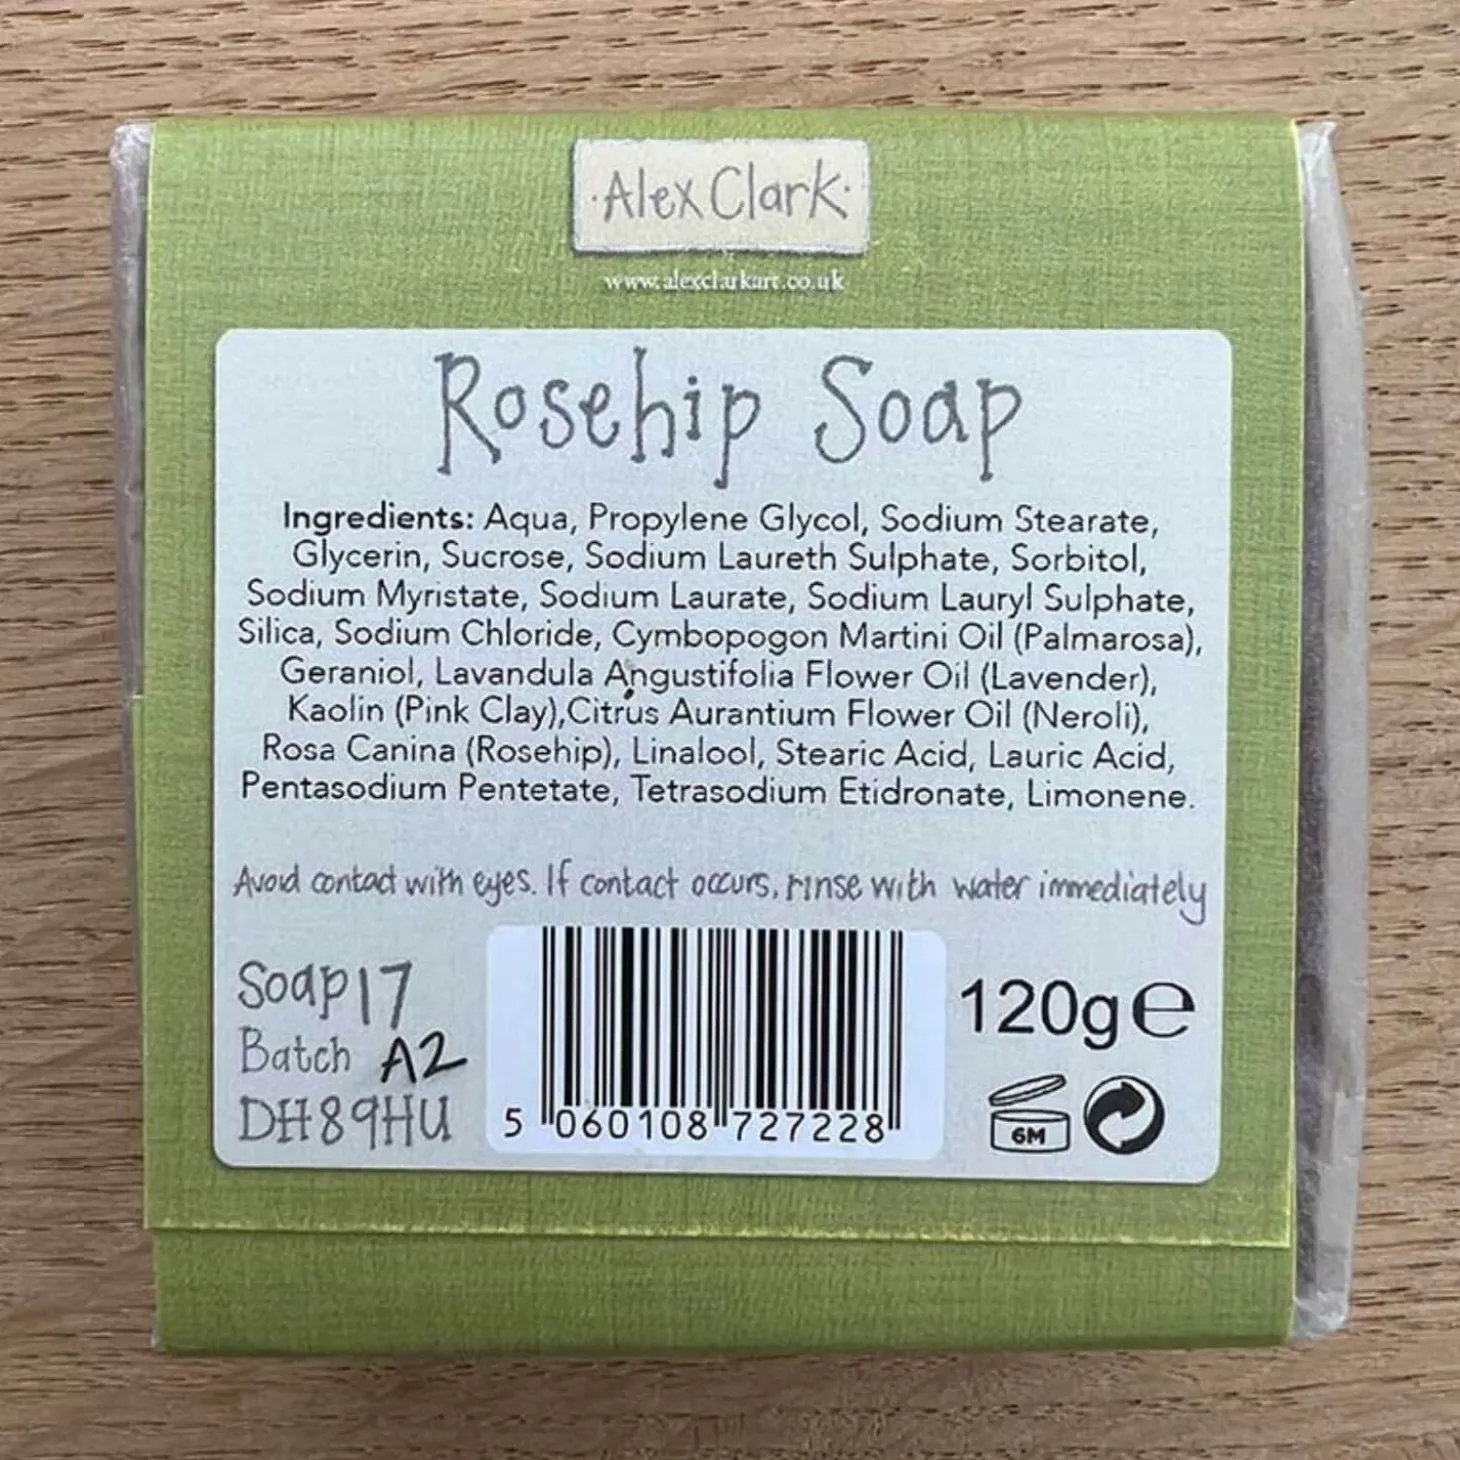 ·Alex Clark·
www.alexclarkart.co.uk
Rosehip Soap
Ingredients: Aqua, Propylene Glycol, Sodium Stearate,
Glycerin, Sucrose, Sodium Laureth Sulphate, Sorbitol,
Sodium Myristate, Sodium Laurate, Sodium Lauryl Sulphate,
Silica, Sodium Chloride, Cymbopogon Martini Oil (Palmarosa),
Geraniol, Lavandula Angustifolia Flower Oil (Lavender),
Kaolin (Pink Clay),Citrus Aurantium Flower Oil (Neroli),
Rosa Canina (Rosehip), Linalool, Stearic Acid, Lauric Acid,
Pentasodium Pentetate, Tetrasodium Etidronate, Limonene.
Avoid contact with eyes. If contact occurs, rinse with water immediately
Soap17
Batch A2
DH89HU
5 060108 727228
120g℮
6M